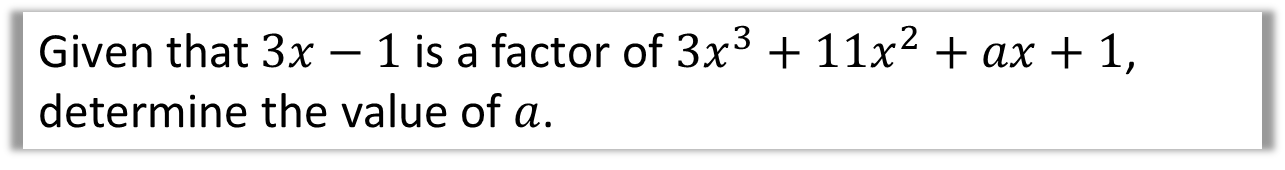 Given that 3x − 1 is a factor of 3x³ + 11x² + ax + 1,
determine the value of a.